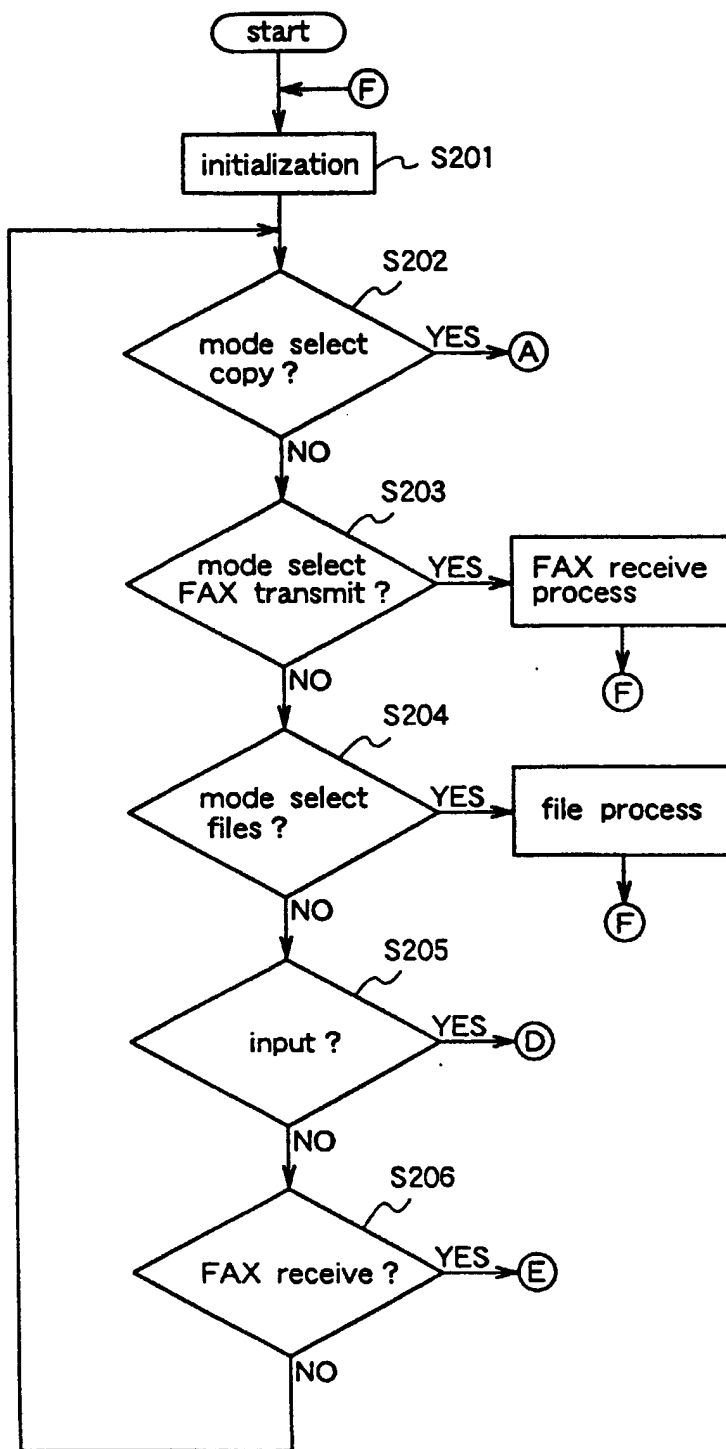 start
F
initialization
S201
S202
mode select
copy ?
YES
A
NO
S203
mode select
FAX transmit ?
YES
FAX receive
process
NO
F
S204
mode select
files ?
YES
file process
NO
F
S205
input ?
YES
D
NO
S206
FAX receive ?
YES
E
NO